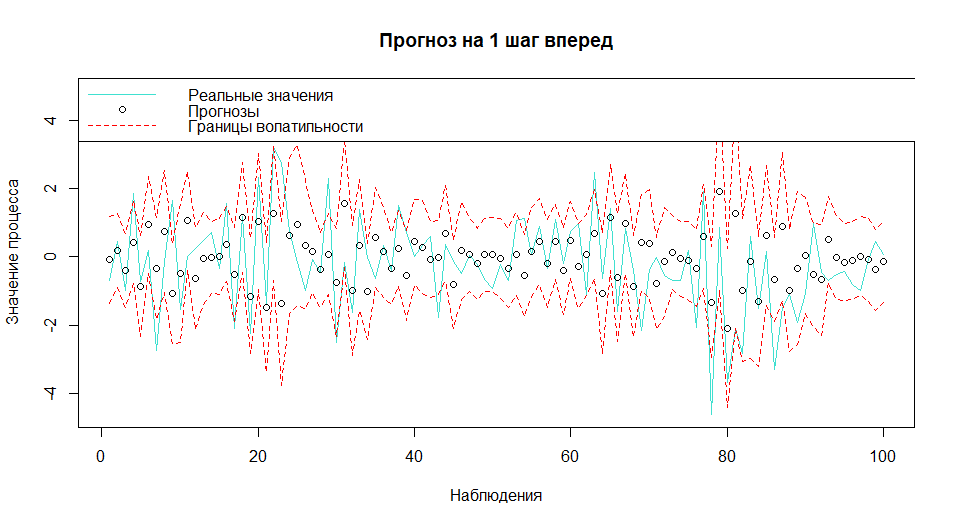 Прогноз на 1 шаг вперед
Реальные значения
Прогнозы
Границы волатильности
Значение процесса
4
2
0
-2
-4
0 20 40 60 80 100
Наблюдения